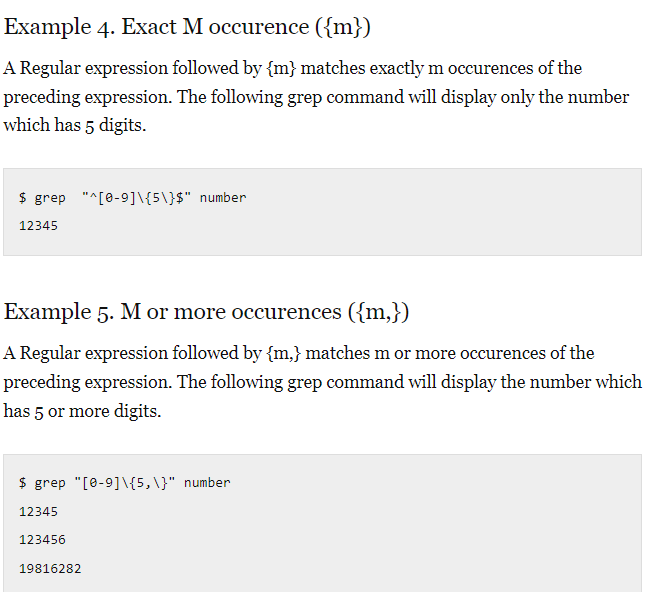 Example 4. Exact M occurence ({m})
A Regular expression followed by {m} matches exactly m occurences of the
preceding expression. The following grep command will display only the number
which has 5 digits.
$ grep  "^[0-9]\{5\}$" number
12345
Example 5. M or more occurences ({m,})
A Regular expression followed by {m,} matches m or more occurences of the
preceding expression. The following grep command will display the number which
has 5 or more digits.
$ grep "[0-9]\{5,\}" number
12345
123456
19816282